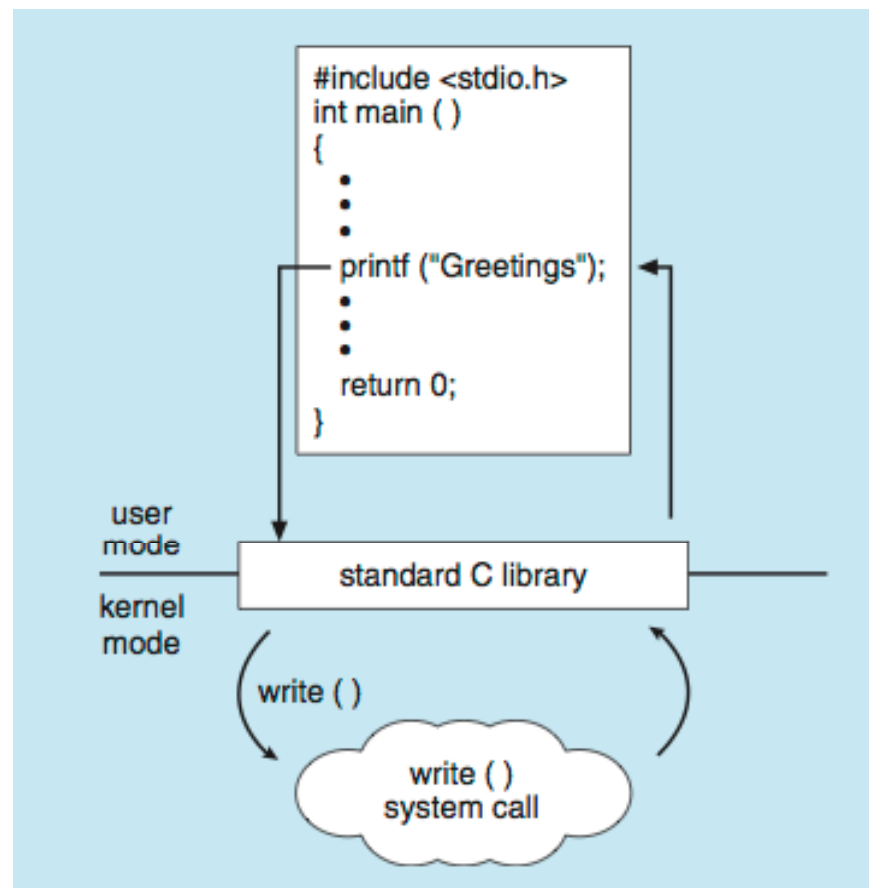 #include <stdio.h>
int main ( )
{
•
•
•
printf ("Greetings");
•
•
•
return 0;
}
user
mode
standard C library
kernel
mode
write ( )
write ( )
system call